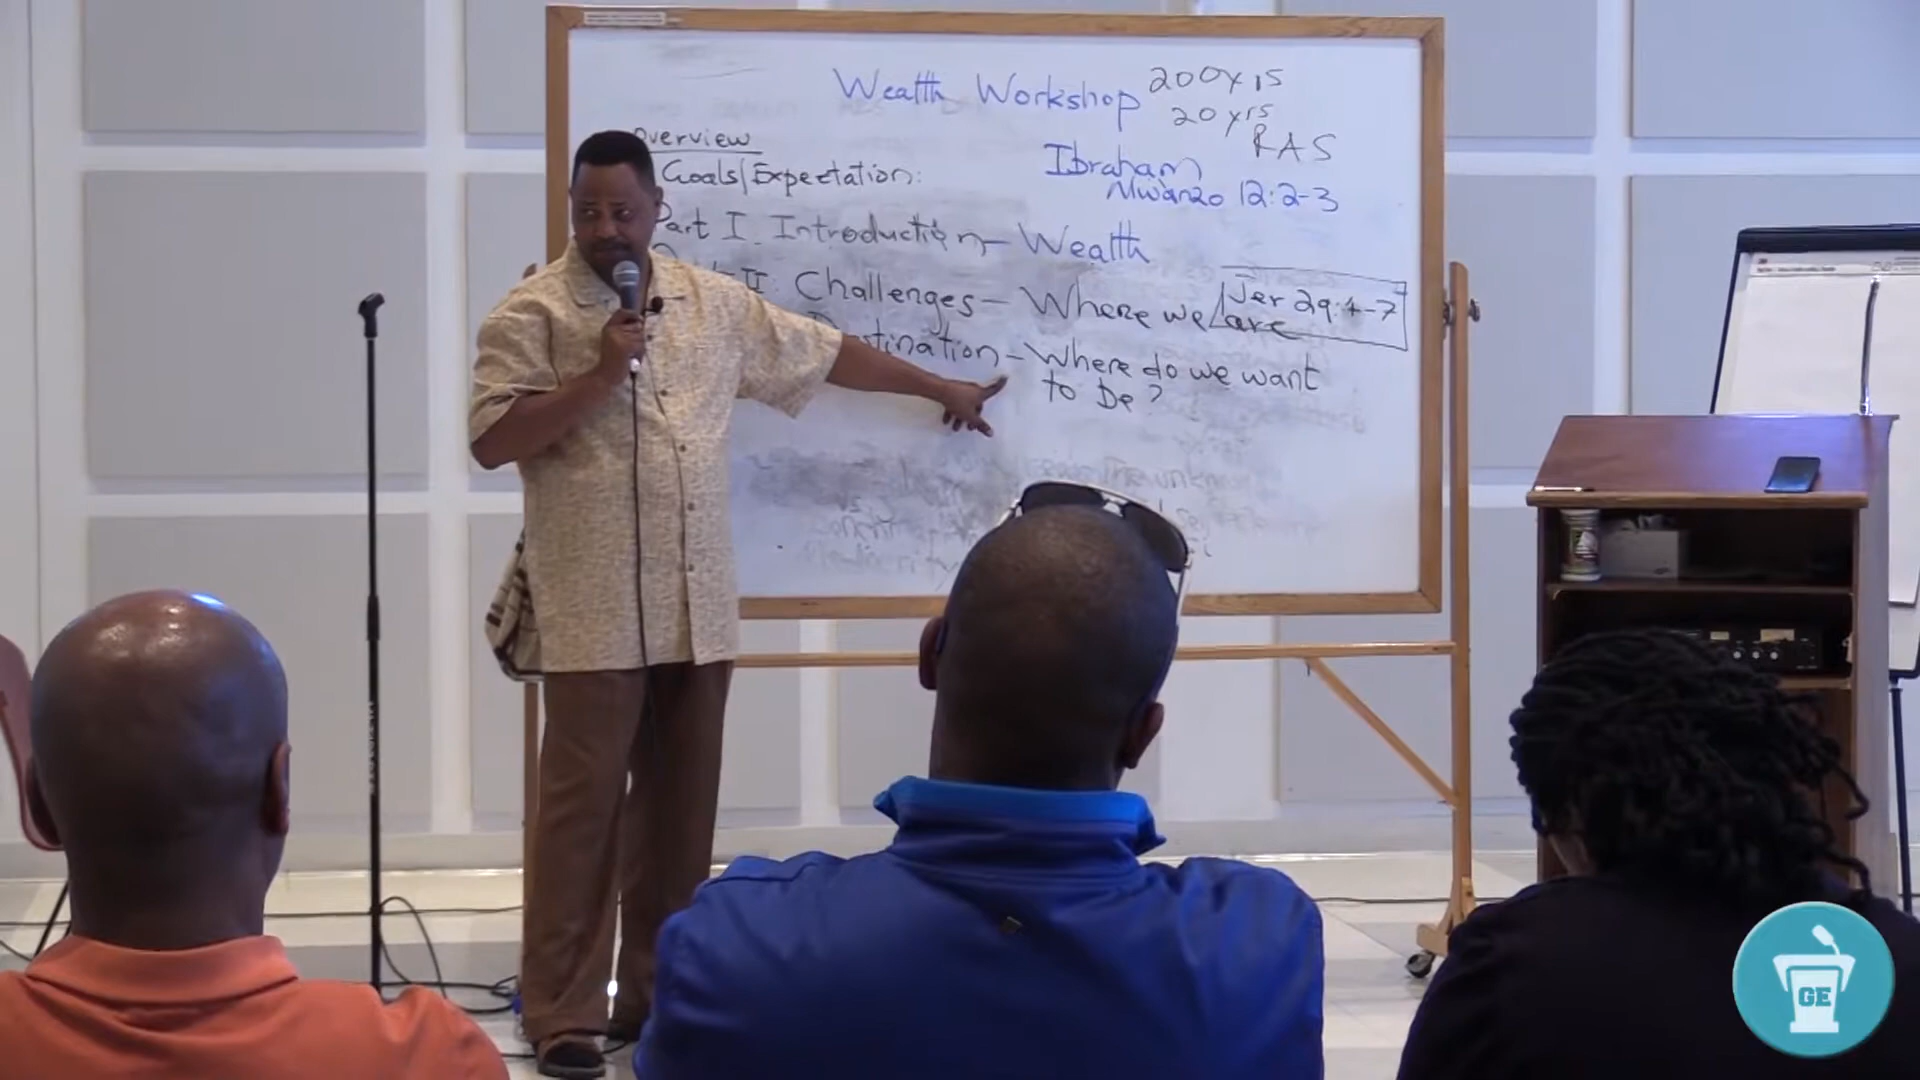 Wealth Workshop 200yrs
20yrs
RAS
Overview
Goals/Expectation:
Ibraham
Mwanzo 12:2-3
Part I. Introduction – Wealth
II: Challenges – Where we are
Jer 29:4-7
Destination – Where do we want
to be?
GE